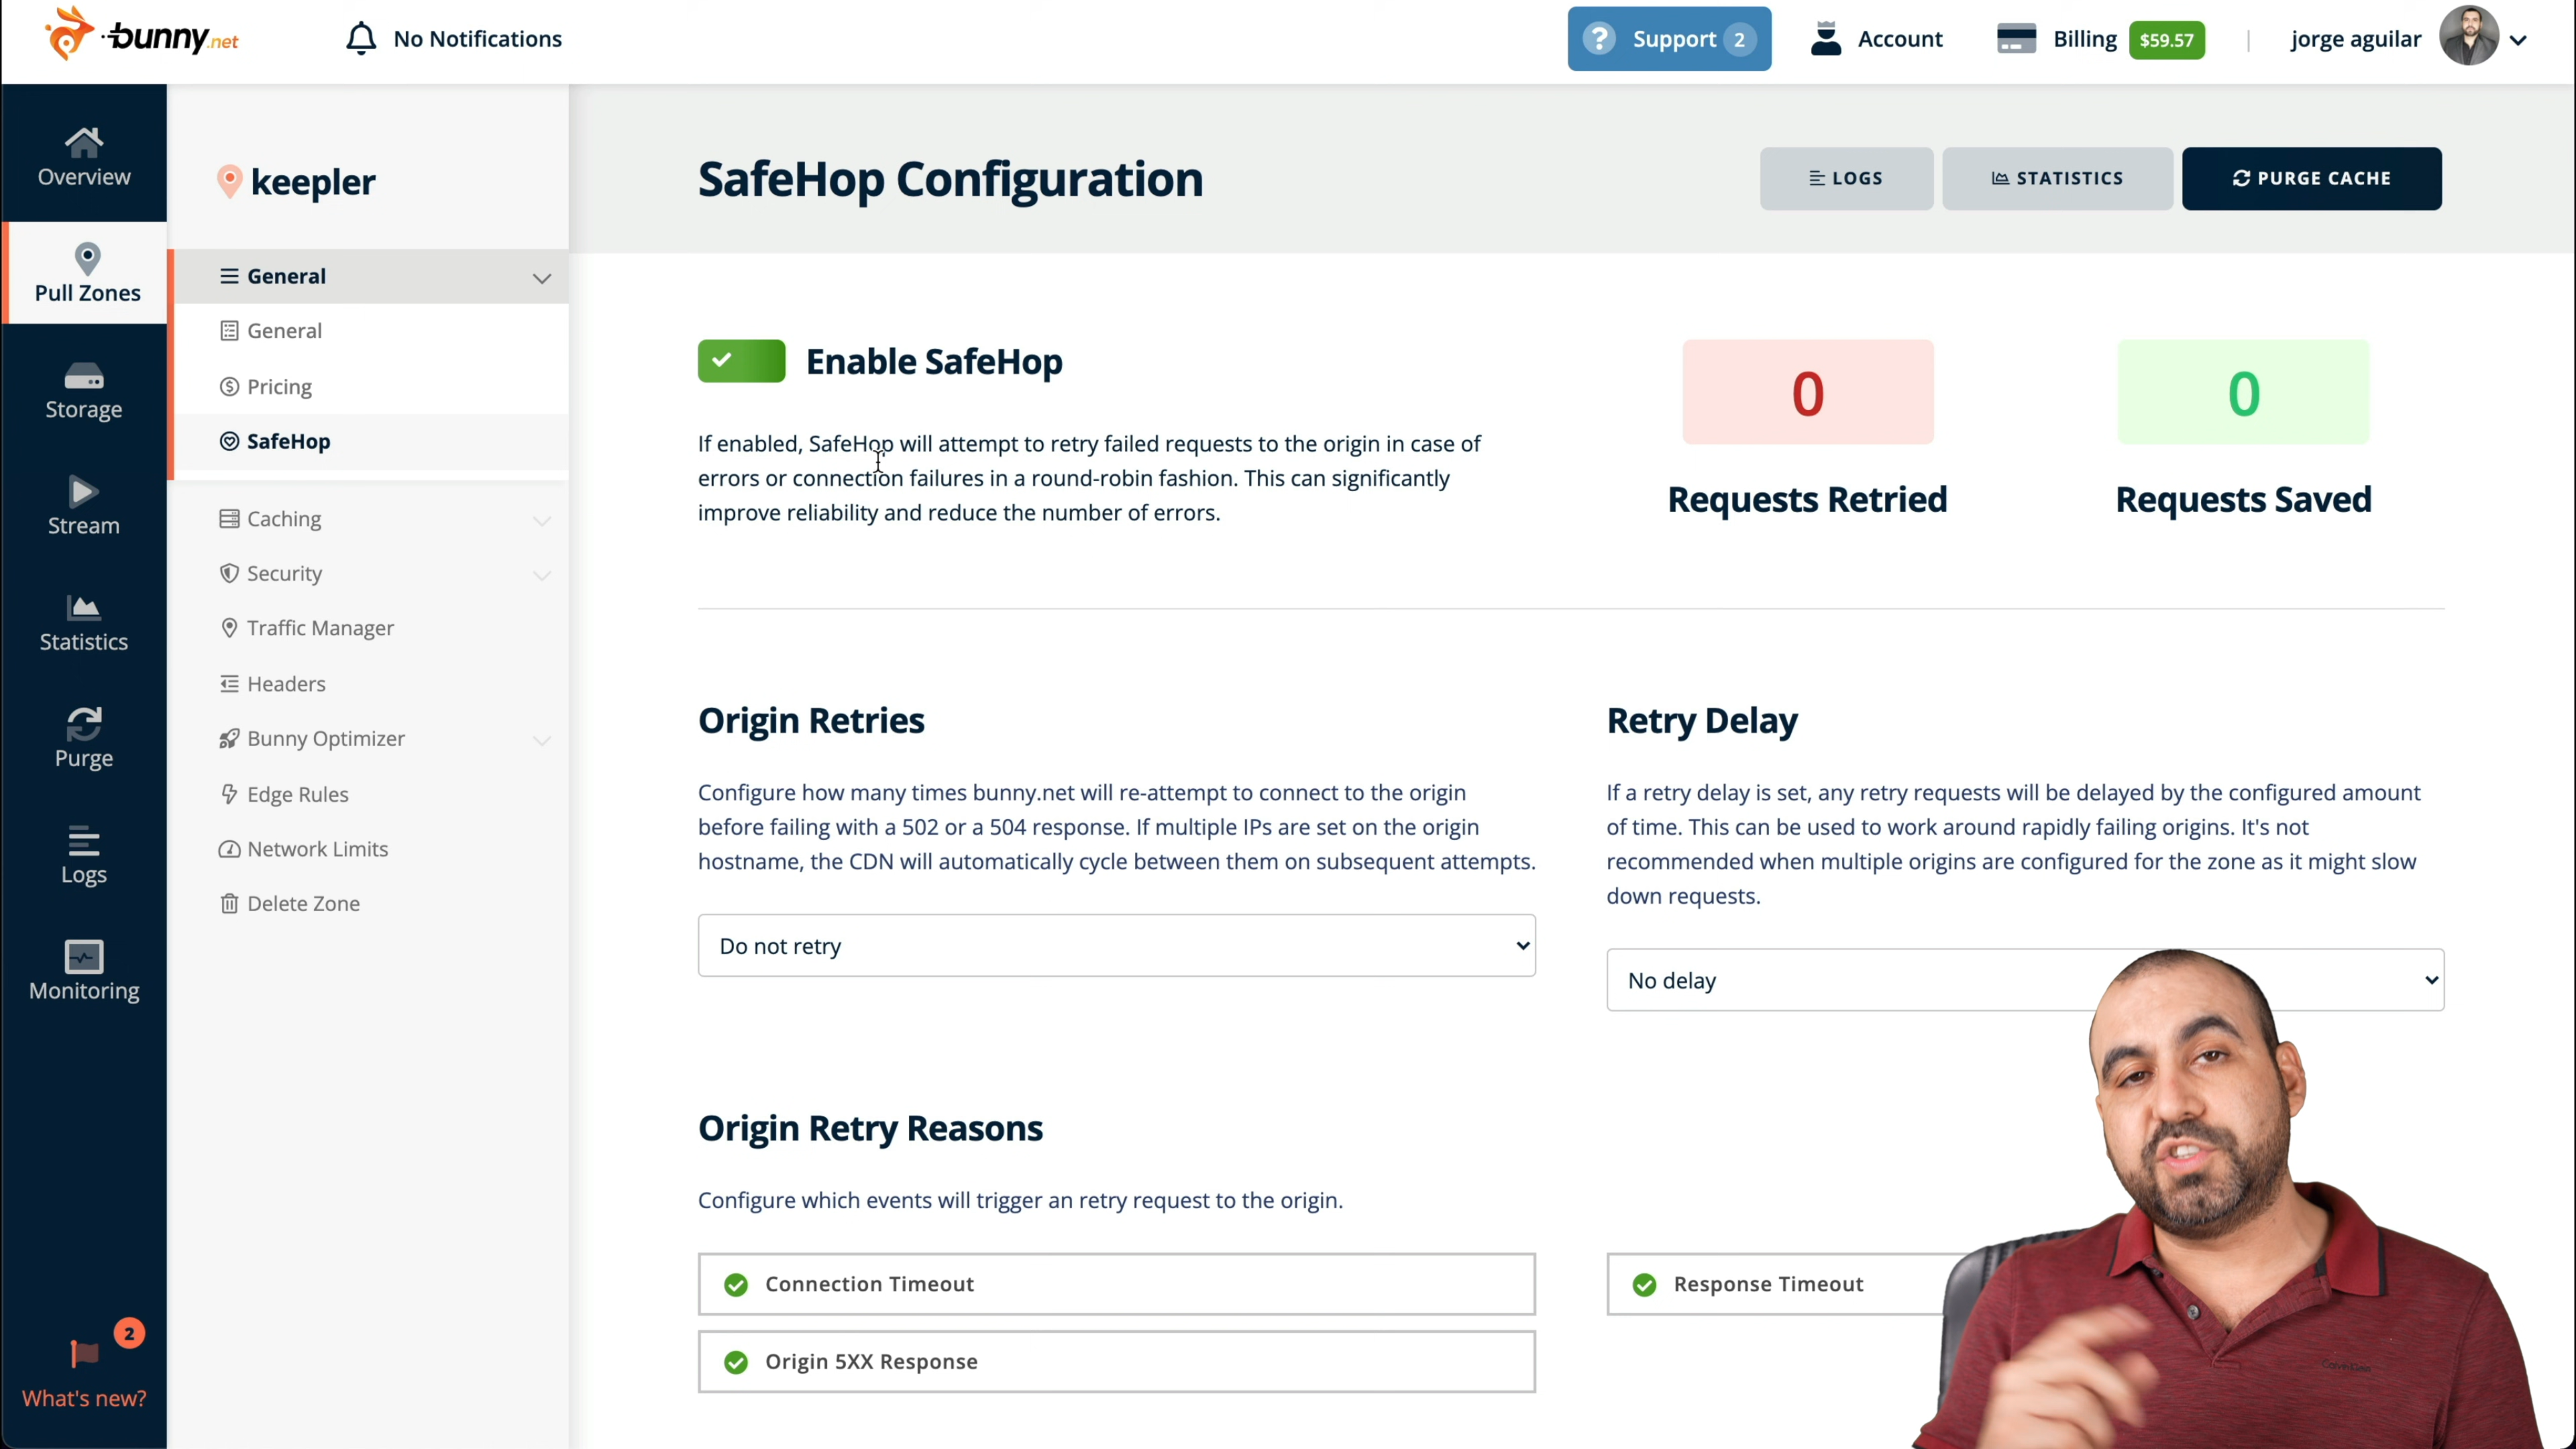 bunny.net
No Notifications
? Support 2
Account
Billing $59.57
jorge aguilar
Overview
Pull Zones
Storage
Stream
Statistics
Purge
Logs
Monitoring
2
What's new?
keepler
General
General
Pricing
SafeHop
Caching
Security
Traffic Manager
Headers
Bunny Optimizer
Edge Rules
Network Limits
Delete Zone
SafeHop Configuration
LOGS
STATISTICS
PURGE CACHE
Enable SafeHop
If enabled, SafeHop will attempt to retry failed requests to the origin in case of
errors or connection failures in a round-robin fashion. This can significantly
improve reliability and reduce the number of errors.
0
Requests Retried
0
Requests Saved
Origin Retries
Configure how many times bunny.net will re-attempt to connect to the origin
before failing with a 502 or a 504 response. If multiple IPs are set on the origin
hostname, the CDN will automatically cycle between them on subsequent attempts.
Do not retry
Retry Delay
If a retry delay is set, any retry requests will be delayed by the configured amount
of time. This can be used to work around rapidly failing origins. It's not
recommended when multiple origins are configured for the zone as it might slow
down requests.
No delay
Origin Retry Reasons
Configure which events will trigger an retry request to the origin.
Connection Timeout
Response Timeout
Origin 5XX Response
Calvin Klein